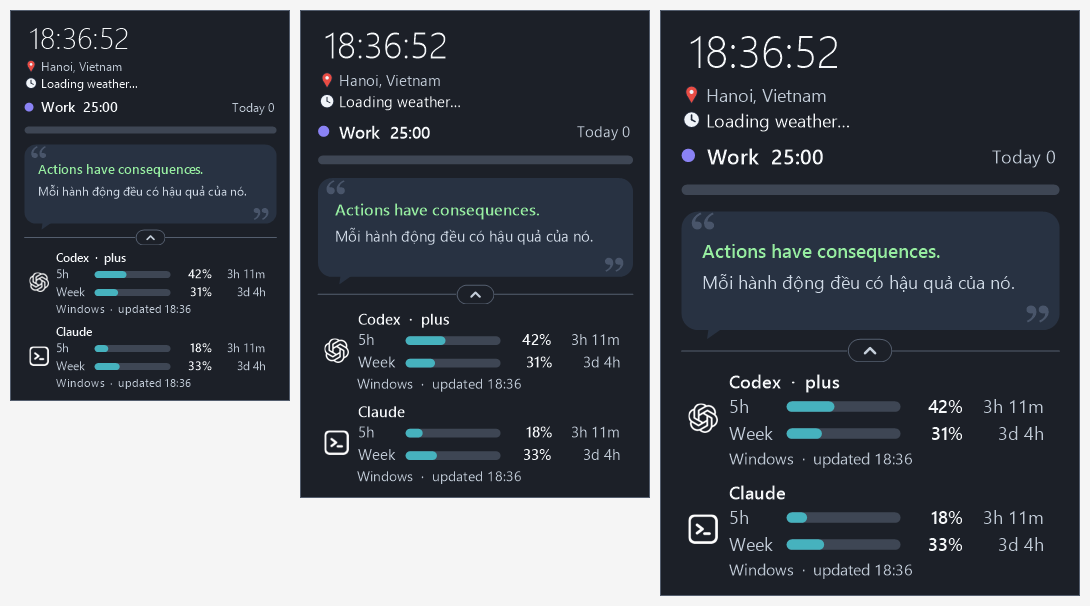 18:36:52
Hanoi, Vietnam
Loading weather...
Work 25:00 Today 0
“
Actions have consequences.
Mỗi hành động đều có hậu quả của nó.
”
Codex · plus
5h 42% 3h 11m
Week 31% 3d 4h
Windows · updated 18:36
Claude
5h 18% 3h 11m
Week 33% 3d 4h
Windows · updated 18:36
18:36:52
Hanoi, Vietnam
Loading weather...
Work 25:00 Today 0
“
Actions have consequences.
Mỗi hành động đều có hậu quả của nó.
”
Codex · plus
5h 42% 3h 11m
Week 31% 3d 4h
Windows · updated 18:36
Claude
5h 18% 3h 11m
Week 33% 3d 4h
Windows · updated 18:36
18:36:52
Hanoi, Vietnam
Loading weather...
Work 25:00 Today 0
“
Actions have consequences.
Mỗi hành động đều có hậu quả của nó.
”
Codex · plus
5h 42% 3h 11m
Week 31% 3d 4h
Windows · updated 18:36
Claude
5h 18% 3h 11m
Week 33% 3d 4h
Windows · updated 18:36